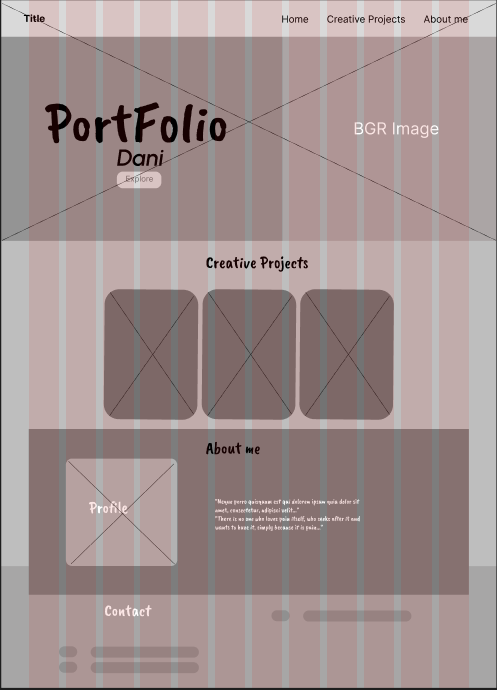 Title
Home
Creative Projects
About me
PortFolio
Dani
Explore
BGR Image
Creative Projects
About me
Profile
"Neque porro quisquam est qui dolorem ipsum quia dolor sit
amet, consectetur, adipisci velit..."
"There is no one who loves pain itself, who seeks after it and
wants to have it, simply because it is pain..."
Contact